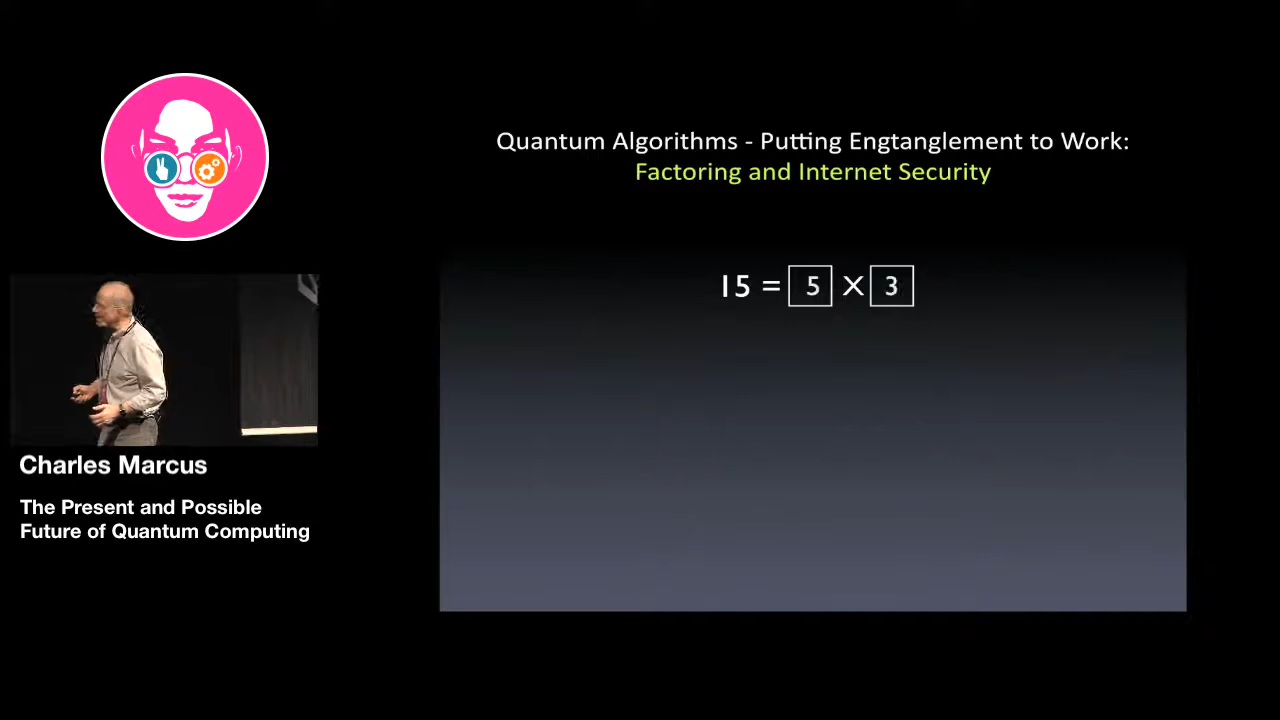 Quantum Algorithms - Putting Engtanglement to Work:
Factoring and Internet Security
15 = 5 X 3
Charles Marcus
The Present and Possible
Future of Quantum Computing